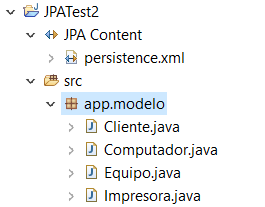 JPATest2
JPA Content
persistence.xml
src
app.modelo
Cliente.java
Computador.java
Equipo.java
Impresora.java